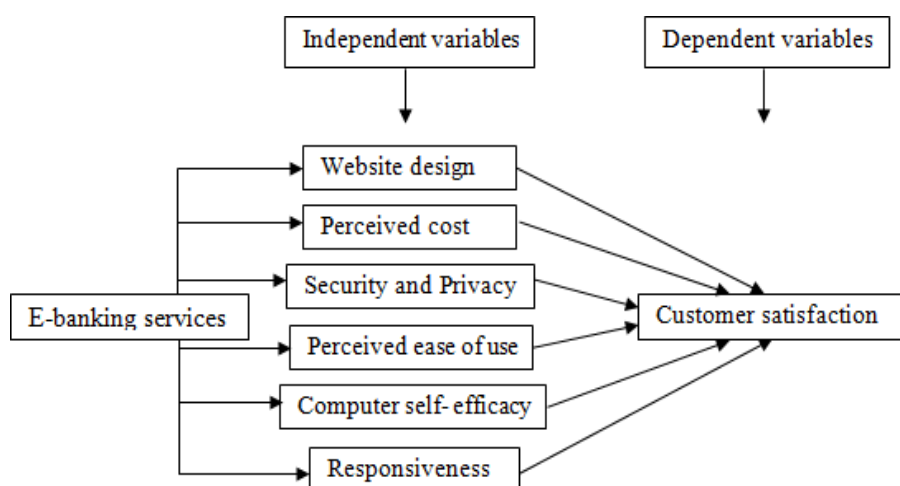 Independent variables
Dependent variables
Website design
Perceived cost
Security and Privacy
E-banking services
Customer satisfaction
Perceived ease of use
Computer self- efficacy
Responsiveness